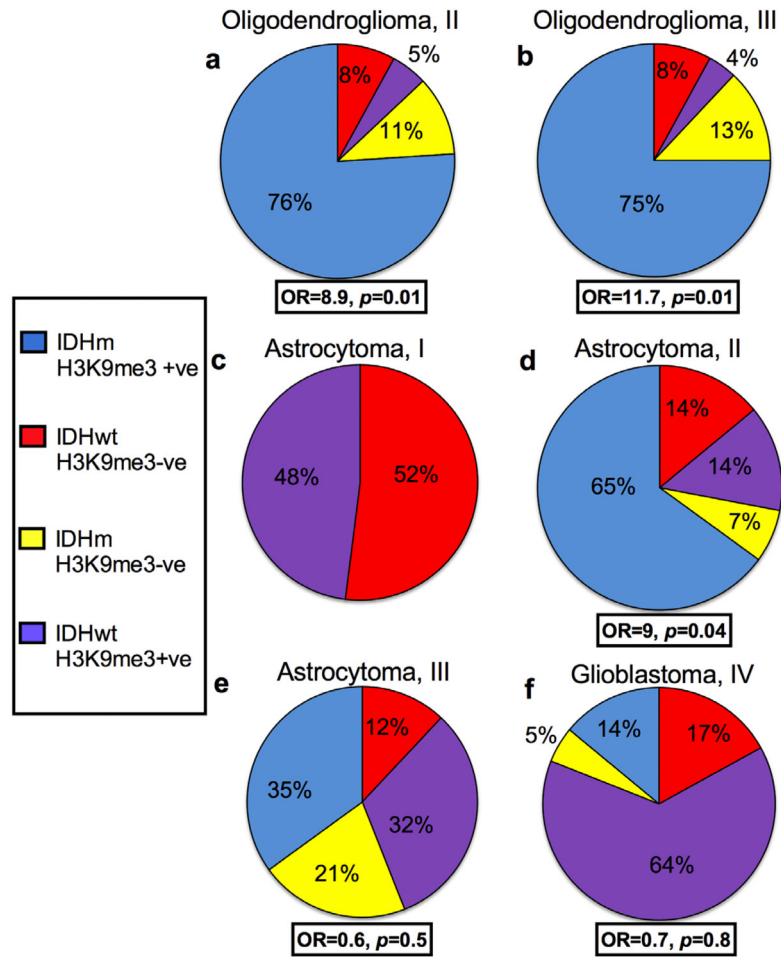 Oligodendroglioma, II
a
8%
5%
11%
76%
OR=8.9, p=0.01
Oligodendroglioma, III
b
8%
4%
13%
75%
OR=11.7, p=0.01
IDHm
H3K9me3 +ve
IDHwt
H3K9me3-ve
IDHm
H3K9me3-ve
IDHwt
H3K9me3+ve
c
Astrocytoma, I
48%
52%
d
Astrocytoma, II
14%
14%
65%
7%
OR=9, p=0.04
e
Astrocytoma, III
12%
35%
32%
21%
OR=0.6, p=0.5
f
Glioblastoma, IV
5%
14%
17%
64%
OR=0.7, p=0.8